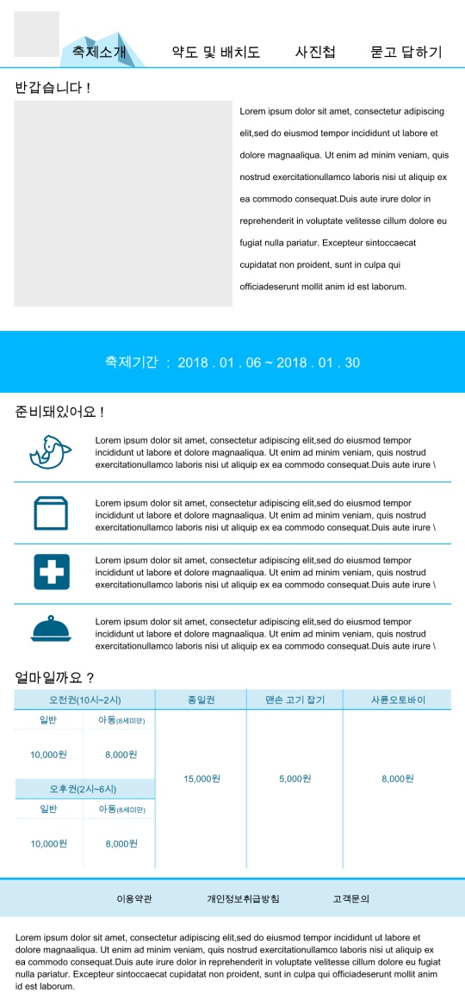 축제소개
약도 및 배치도
사진첩
묻고 답하기
반갑습니다 !
Lorem ipsum dolor sit amet, consectetur adipiscing
elit,sed do eiusmod tempor incididunt ut labore et
dolore magnaaliqua. Ut enim ad minim veniam, quis
nostrud exercitationullamco laboris nisi ut aliquip ex
ea commodo consequat.Duis aute irure dolor in
reprehenderit in voluptate velitesse cillum dolore eu
fugiat nulla pariatur. Excepteur sintoccaecat
cupidatat non proident, sunt in culpa qui
officiadeserunt mollit anim id est laborum.
축제기간 : 2018 . 01 . 06 ~ 2018 . 01 . 30
준비돼있어요 !
Lorem ipsum dolor sit amet, consectetur adipiscing elit,sed do eiusmod tempor
incididunt ut labore et dolore magnaaliqua. Ut enim ad minim veniam, quis nostrud
exercitationullamco laboris nisi ut aliquip ex ea commodo consequat.Duis aute irure \
Lorem ipsum dolor sit amet, consectetur adipiscing elit,sed do eiusmod tempor
incididunt ut labore et dolore magnaaliqua. Ut enim ad minim veniam, quis nostrud
exercitationullamco laboris nisi ut aliquip ex ea commodo consequat.Duis aute irure \
Lorem ipsum dolor sit amet, consectetur adipiscing elit,sed do eiusmod tempor
incididunt ut labore et dolore magnaaliqua. Ut enim ad minim veniam, quis nostrud
exercitationullamco laboris nisi ut aliquip ex ea commodo consequat.Duis aute irure \
Lorem ipsum dolor sit amet, consectetur adipiscing elit,sed do eiusmod tempor
incididunt ut labore et dolore magnaaliqua. Ut enim ad minim veniam, quis nostrud
exercitationullamco laboris nisi ut aliquip ex ea commodo consequat.Duis aute irure \
얼마일까요 ?
오전권(10시~2시)
종일권
맨손 고기 잡기
사륜오토바이
일반
아동(8세미만)
10,000원
8,000원
15,000원
5,000원
8,000원
오후권(2시~6시)
일반
아동(8세미만)
10,000원
8,000원
이용약관
개인정보취급방침
고객문의
Lorem ipsum dolor sit amet, consectetur adipiscing elit,sed do eiusmod tempor incididunt ut labore et
dolore magnaaliqua. Ut enim ad minim veniam, quis nostrud exercitationullamco laboris nisi ut aliquip ex
ea commodo consequat.Duis aute irure dolor in reprehenderit in voluptate velitesse cillum dolore eu fugiat
nulla pariatur. Excepteur sintoccaecat cupidatat non proident, sunt in culpa qui officiadeserunt mollit anim
id est laborum.